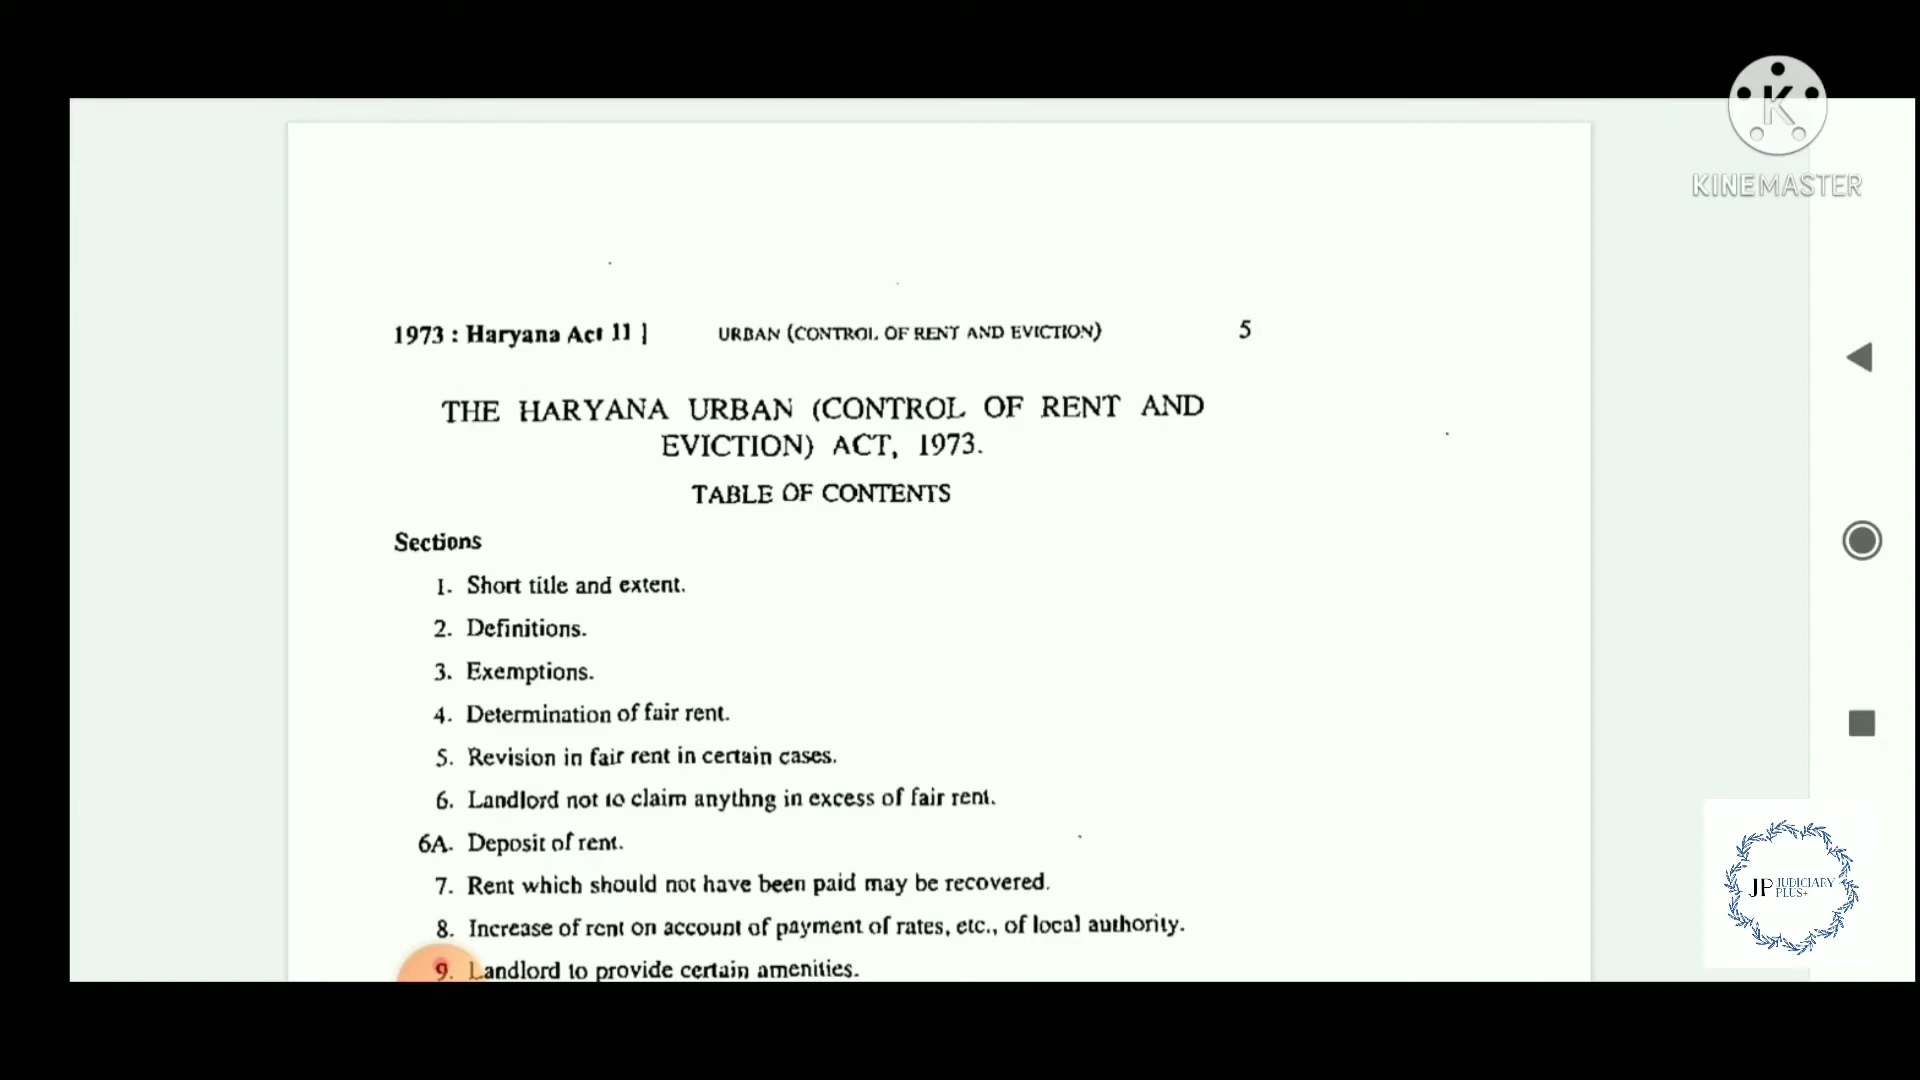 KINEMASTER
1973 : Haryana Act 11 ]
URBAN (CONTROL OF RENT AND EVICTION)
5
THE HARYANA URBAN (CONTROL OF RENT AND
EVICTION) ACT, 1973.
TABLE OF CONTENTS
Sections
1. Short title and extent.
2. Definitions.
3. Exemptions.
4. Determination of fair rent.
5. Revision in fair rent in certain cases.
6. Landlord not to claim anythng in excess of fair rent.
6A. Deposit of rent.
7. Rent which should not have been paid may be recovered.
8. Increase of rent on account of payment of rates, etc., of local authority.
9. Landlord to provide certain amenities.
JP JUDICIARY
PLUS+